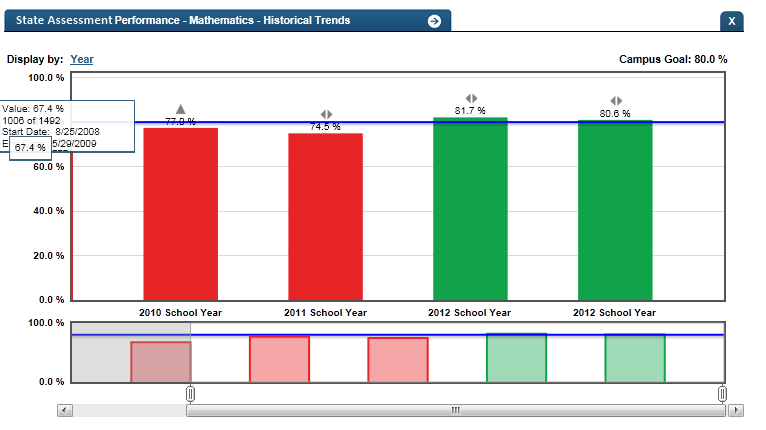 State Assessment Performance - Mathematics - Historical Trends
X
Display by: Year
Campus Goal: 80.0 %
100.0 %
Value: 67.4 %
1006 of 1492
Start Date: 8/25/2008
5/29/2009
67.4 %
74.5 %
81.7 %
80.6 %
60.0 %
40.0 %
20.0 %
0.0 %
2010 School Year
2011 School Year
2012 School Year
2012 School Year
100.0 %
0.0 %